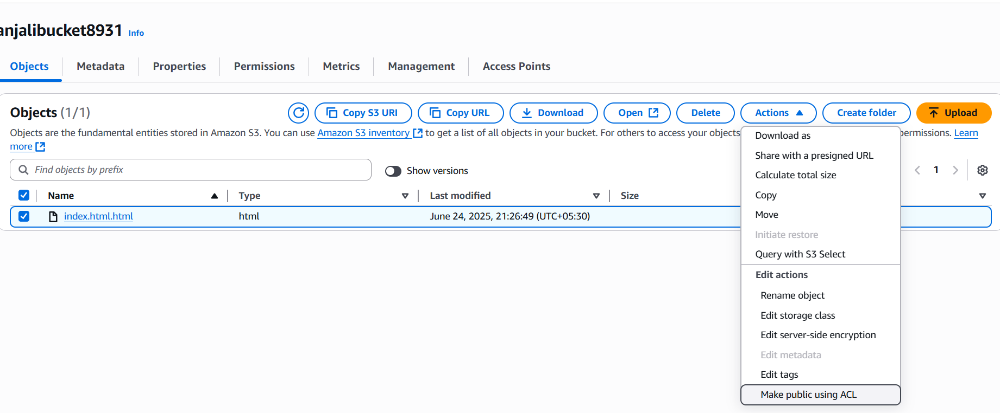 anjalibucket8931 Info
Objects Metadata Properties Permissions Metrics Management Access Points
Objects (1/1) Copy S3 URI Copy URL Download Open Delete Actions Create folder Upload
Objects are the fundamental entities stored in Amazon S3. You can use Amazon S3 inventory to get a list of all objects in your bucket. For others to access your objects permissions. Learn
more
Find objects by prefix Show versions 1
Name Type Last modified Size
index.html.html html June 24, 2025, 21:26:49 (UTC+05:30)
Download as
Share with a presigned URL
Calculate total size
Copy
Move
Initiate restore
Query with S3 Select
Edit actions
Rename object
Edit storage class
Edit server-side encryption
Edit metadata
Edit tags
Make public using ACL